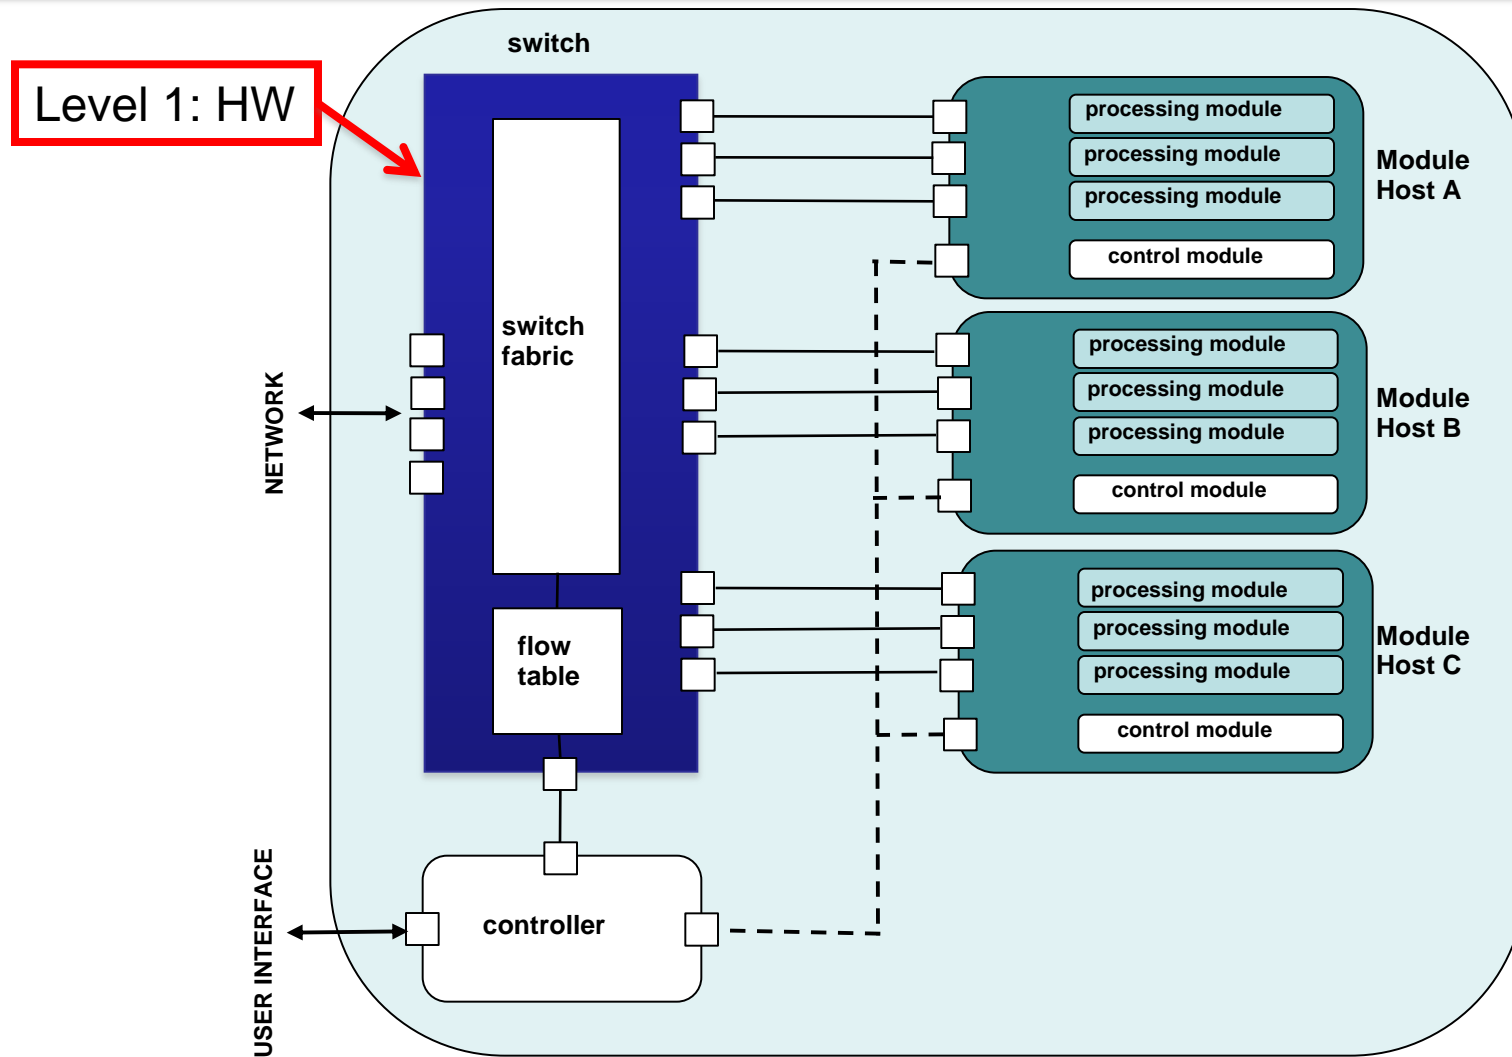 switch
Level 1: HW
processing module
processing module
processing module
control module
Module
Host A
switch
fabric
NETWORK
processing module
processing module
processing module
control module
Module
Host B
flow
table
processing module
processing module
processing module
control module
Module
Host C
controller
USER INTERFACE